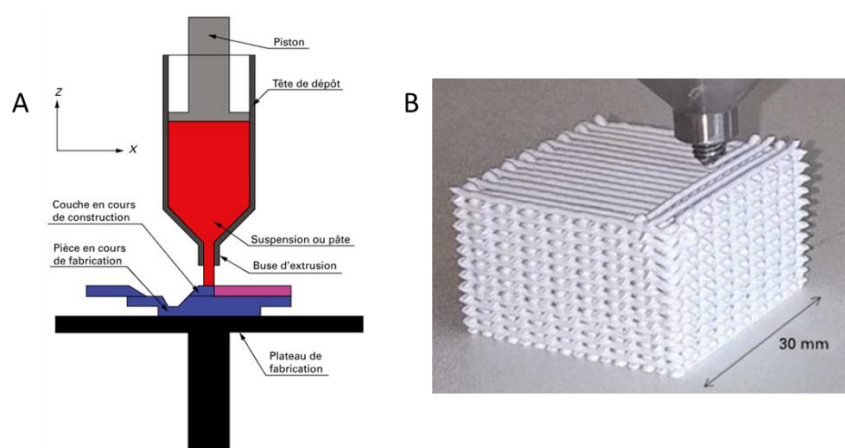 A
Z
X
Piston
Tête de dépôt
Couche en cours
de construction
Suspension ou pâte
Pièce en cours
de fabrication
Buse d'extrusion
Plateau de
fabrication
B
30 mm